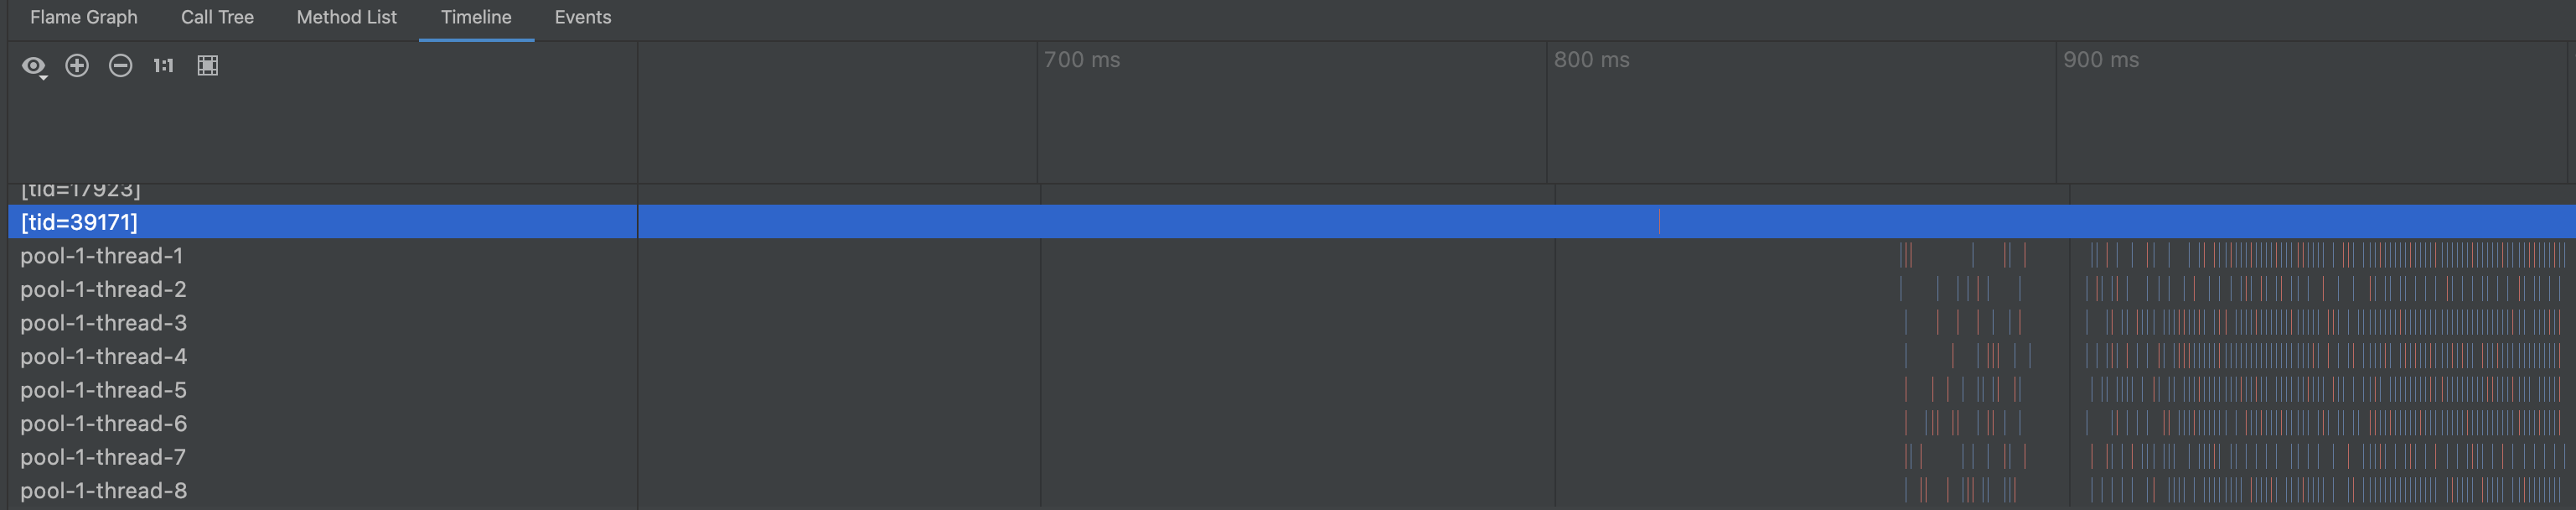 Flame Graph Call Tree Method List Timeline Events
1:1 700 ms 800 ms 900 ms
[tid=17923]
[tid=39171]
pool-1-thread-1
pool-1-thread-2
pool-1-thread-3
pool-1-thread-4
pool-1-thread-5
pool-1-thread-6
pool-1-thread-7
pool-1-thread-8